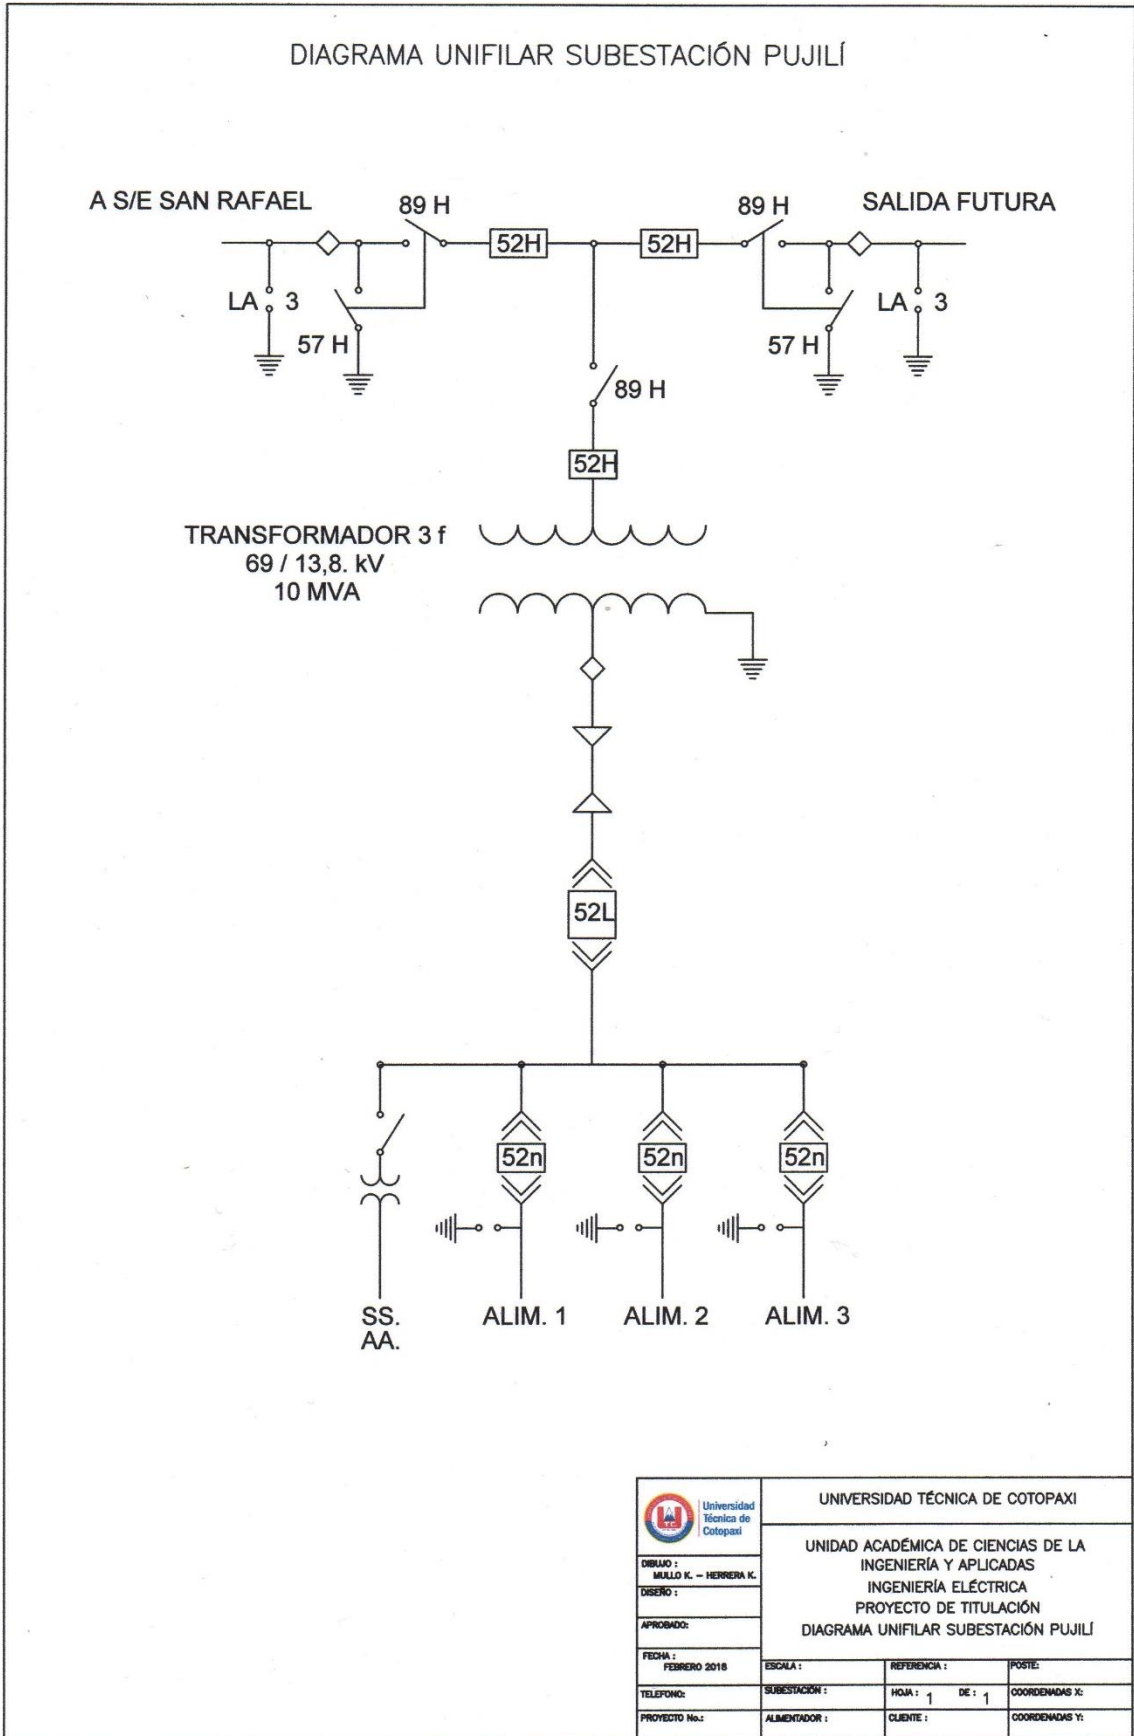 DIAGRAMA UNIFILAR SUBESTACIÓN PUJILÍ
A S/E SAN RAFAEL
89 H
89 H
SALIDA FUTURA
52H
52H
LA 3
57 H
57 H
LA 3
89 H
52H
TRANSFORMADOR 3 f
69 / 13,8. kV
10 MVA
52L
52n
52n
52n
SS.
AA.
ALIM. 1
ALIM. 2
ALIM. 3
Universidad
Técnica de
Cotopaxi
UNIVERSIDAD TÉCNICA DE COTOPAXI
UNIDAD ACADÉMICA DE CIENCIAS DE LA
INGENIERÍA Y APLICADAS
INGENIERÍA ELÉCTRICA
PROYECTO DE TITULACIÓN
DIAGRAMA UNIFILAR SUBESTACIÓN PUJILÍ
DIBUJO :
MULLO K. - HERRERA K.
DISEÑO :
APROBADO:
FECHA :
FEBRERO 2018
ESCALA :
REFERENCIA :
POSTE:
TELEFONO:
SUBESTACIÓN :
HOJA : 1 DE : 1
COORDENADAS X:
PROYECTO No.:
ALIMENTADOR :
CLIENTE :
COORDENADAS Y: